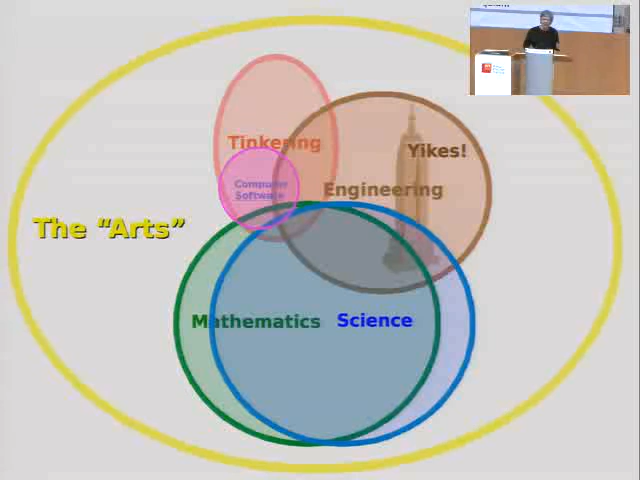 Tinkering
Yikes!
Computer
Software
Engineering
The “Arts”
Mathematics
Science